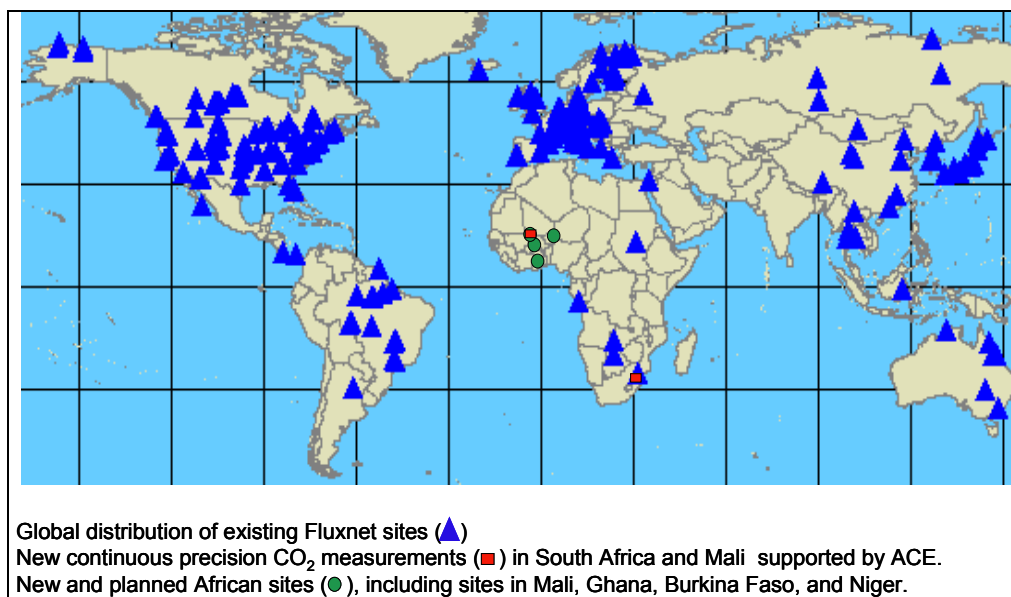 Global distribution of existing Fluxnet sites (▲)
New continuous precision CO₂ measurements (■) in South Africa and Mali supported by ACE.
New and planned African sites (●), including sites in Mali, Ghana, Burkina Faso, and Niger.